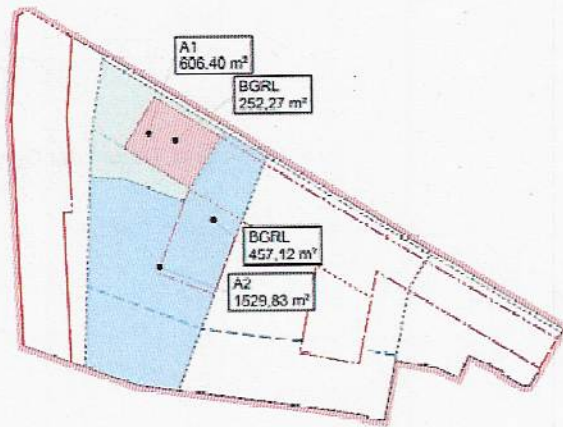 A1
606.40 m²
BGRL
252,27 m²
BGRL
457,12 m²
A2
1529,83 m²